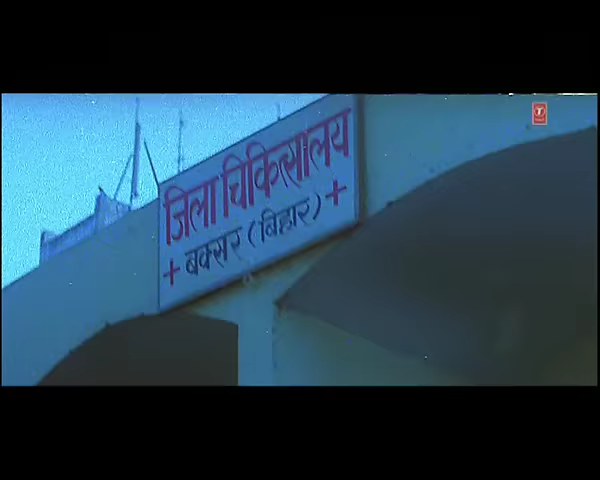 जिला चिकित्सालय
+ बक्सर (बिहार) +